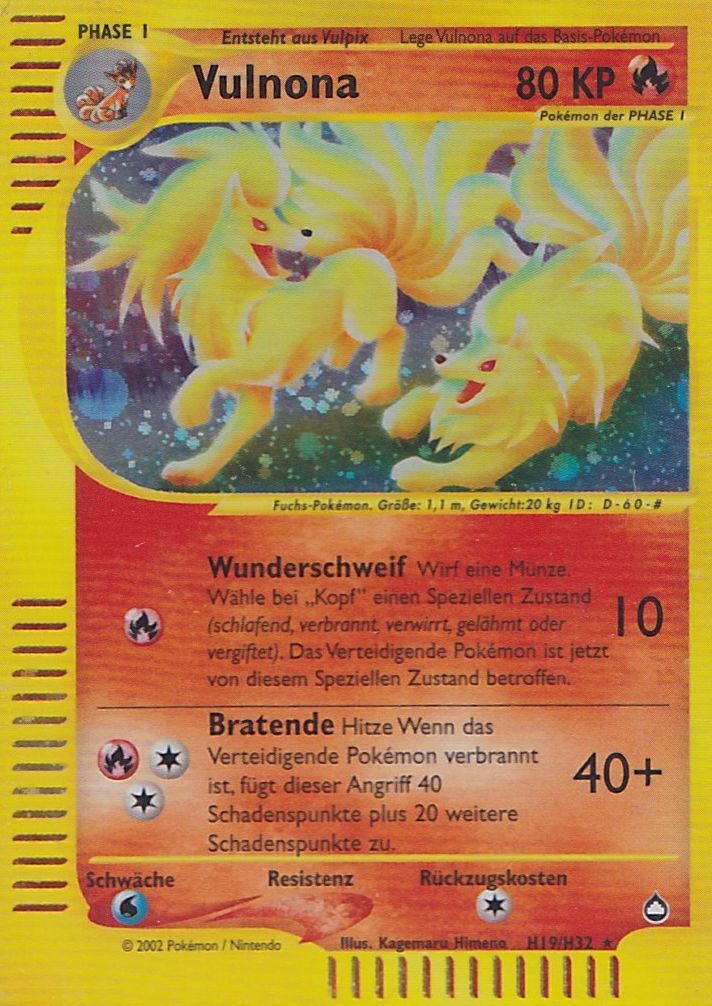 PHASE 1
Entsteht aus Vulpix
Lege Vulnona auf das Basis-Pokémon
Vulnona
80 KP
Pokémon der PHASE 1
Fuchs-Pokémon. Größe: 1,1 m, Gewicht:20 kg ID: D-60-#
Wunderschweif Wirf eine Münze.
Wähle bei „Kopf” einen Speziellen Zustand
(schlafend, verbrannt, verwirrt, gelähmt oder
vergiftet). Das Verteidigende Pokémon ist jetzt
von diesem Speziellen Zustand betroffen.
10
Bratende Hitze Wenn das
Verteidigende Pokémon verbrannt
ist, fügt dieser Angriff 40
Schadenspunkte plus 20 weitere
Schadenspunkte zu.
40+
Schwäche
Resistenz
Rückzugskosten
© 2002 Pokémon / Nintendo
Illus. Kagemaru Himeno
H19/H32 ★